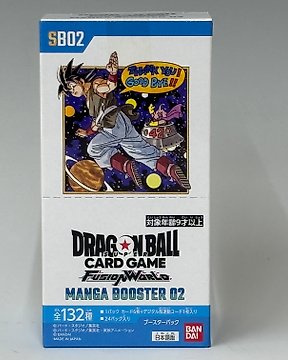 SB02
THANK YOU!
GOOD BYE!!
対象年齢9才以上
DRAGON BALL
SUPER
CARD GAME
FUSION WORLD
MANGA BOOSTER 02
全132種
24パック入り
ブースターパック
BANDAI
日本語版
MADE IN JAPAN